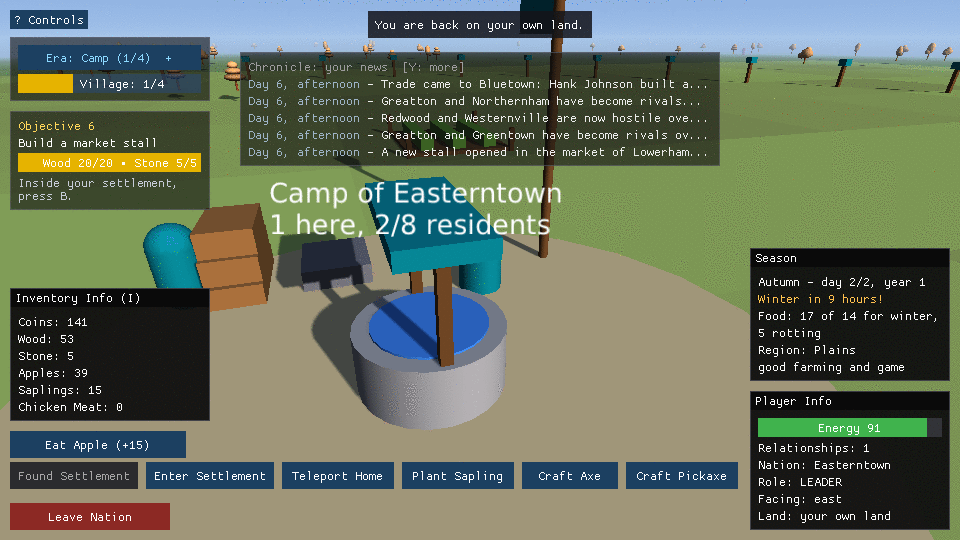 ? Controls
You are back on your own land.
Era: Camp (1/4) +
Village: 1/4
Chronicle: your news [Y: more]
Day 6, afternoon – Trade came to Bluetown: Hank Johnson built a...
Day 6, afternoon – Greatton and Northernham have become rivals...
Day 6, afternoon – Redwood and Westernville are now hostile ove...
Day 6, afternoon – Greatton and Greentown have become rivals ov...
Day 6, afternoon – A new stall opened in the market of Lowerham...
Objective 6
Build a market stall
Wood 20/20 • Stone 5/5
Inside your settlement,
press B.
Camp of Easterntown
1 here, 2/8 residents
Inventory Info (I)
Coins: 141
Wood: 53
Stone: 5
Apples: 39
Saplings: 15
Chicken Meat: 0
Season
Autumn – day 2/2, year 1
Winter in 9 hours!
Food: 17 of 14 for winter,
5 rotting
Region: Plains
good farming and game
Player Info
Energy 91
Relationships: 1
Nation: Easterntown
Role: LEADER
Facing: east
Land: your own land
Eat Apple (+15)
Found Settlement
Enter Settlement
Teleport Home
Plant Sapling
Craft Axe
Craft Pickaxe
Leave Nation